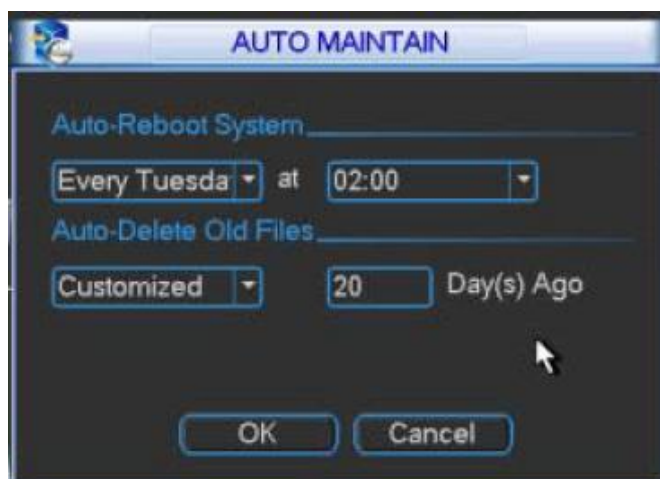 AUTO MAINTAIN
Auto-Reboot System
Every Tuesda at 02:00
Auto-Delete Old Files
Customized 20 Day(s) Ago
OK Cancel